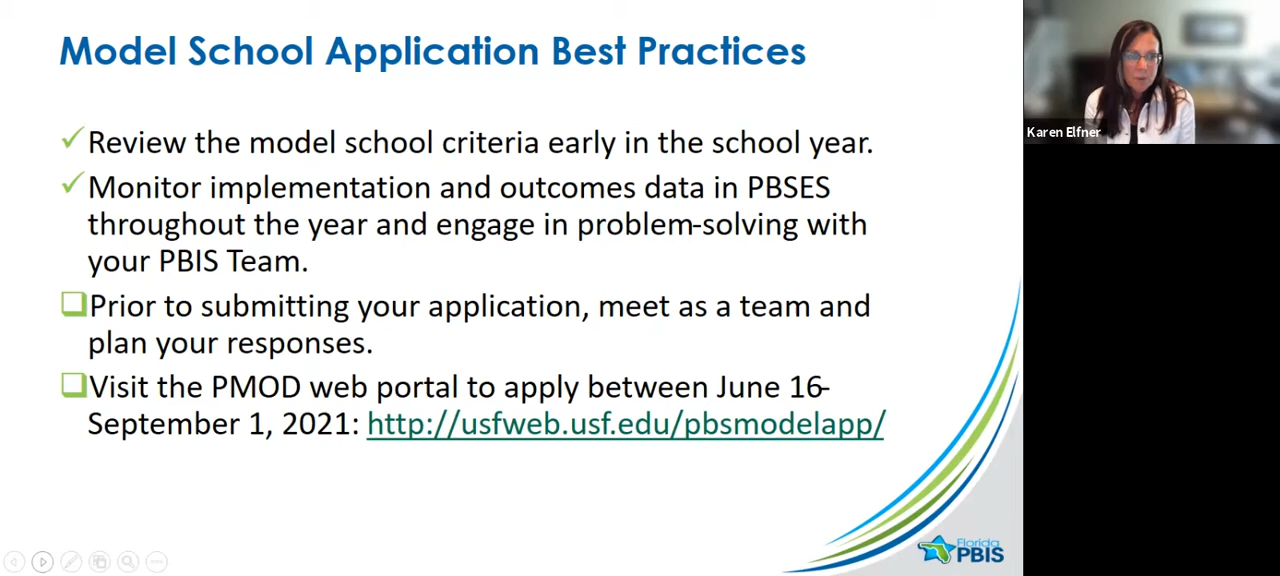 Model School Application Best Practices
Review the model school criteria early in the school year.
Monitor implementation and outcomes data in PBSES
throughout the year and engage in problem-solving with
your PBIS Team.
Prior to submitting your application, meet as a team and
plan your responses.
Visit the PMOD web portal to apply between June 16-
September 1, 2021: http://usfweb.usf.edu/pbsmodelapp/
Karen Elfner
Florida
PBIS